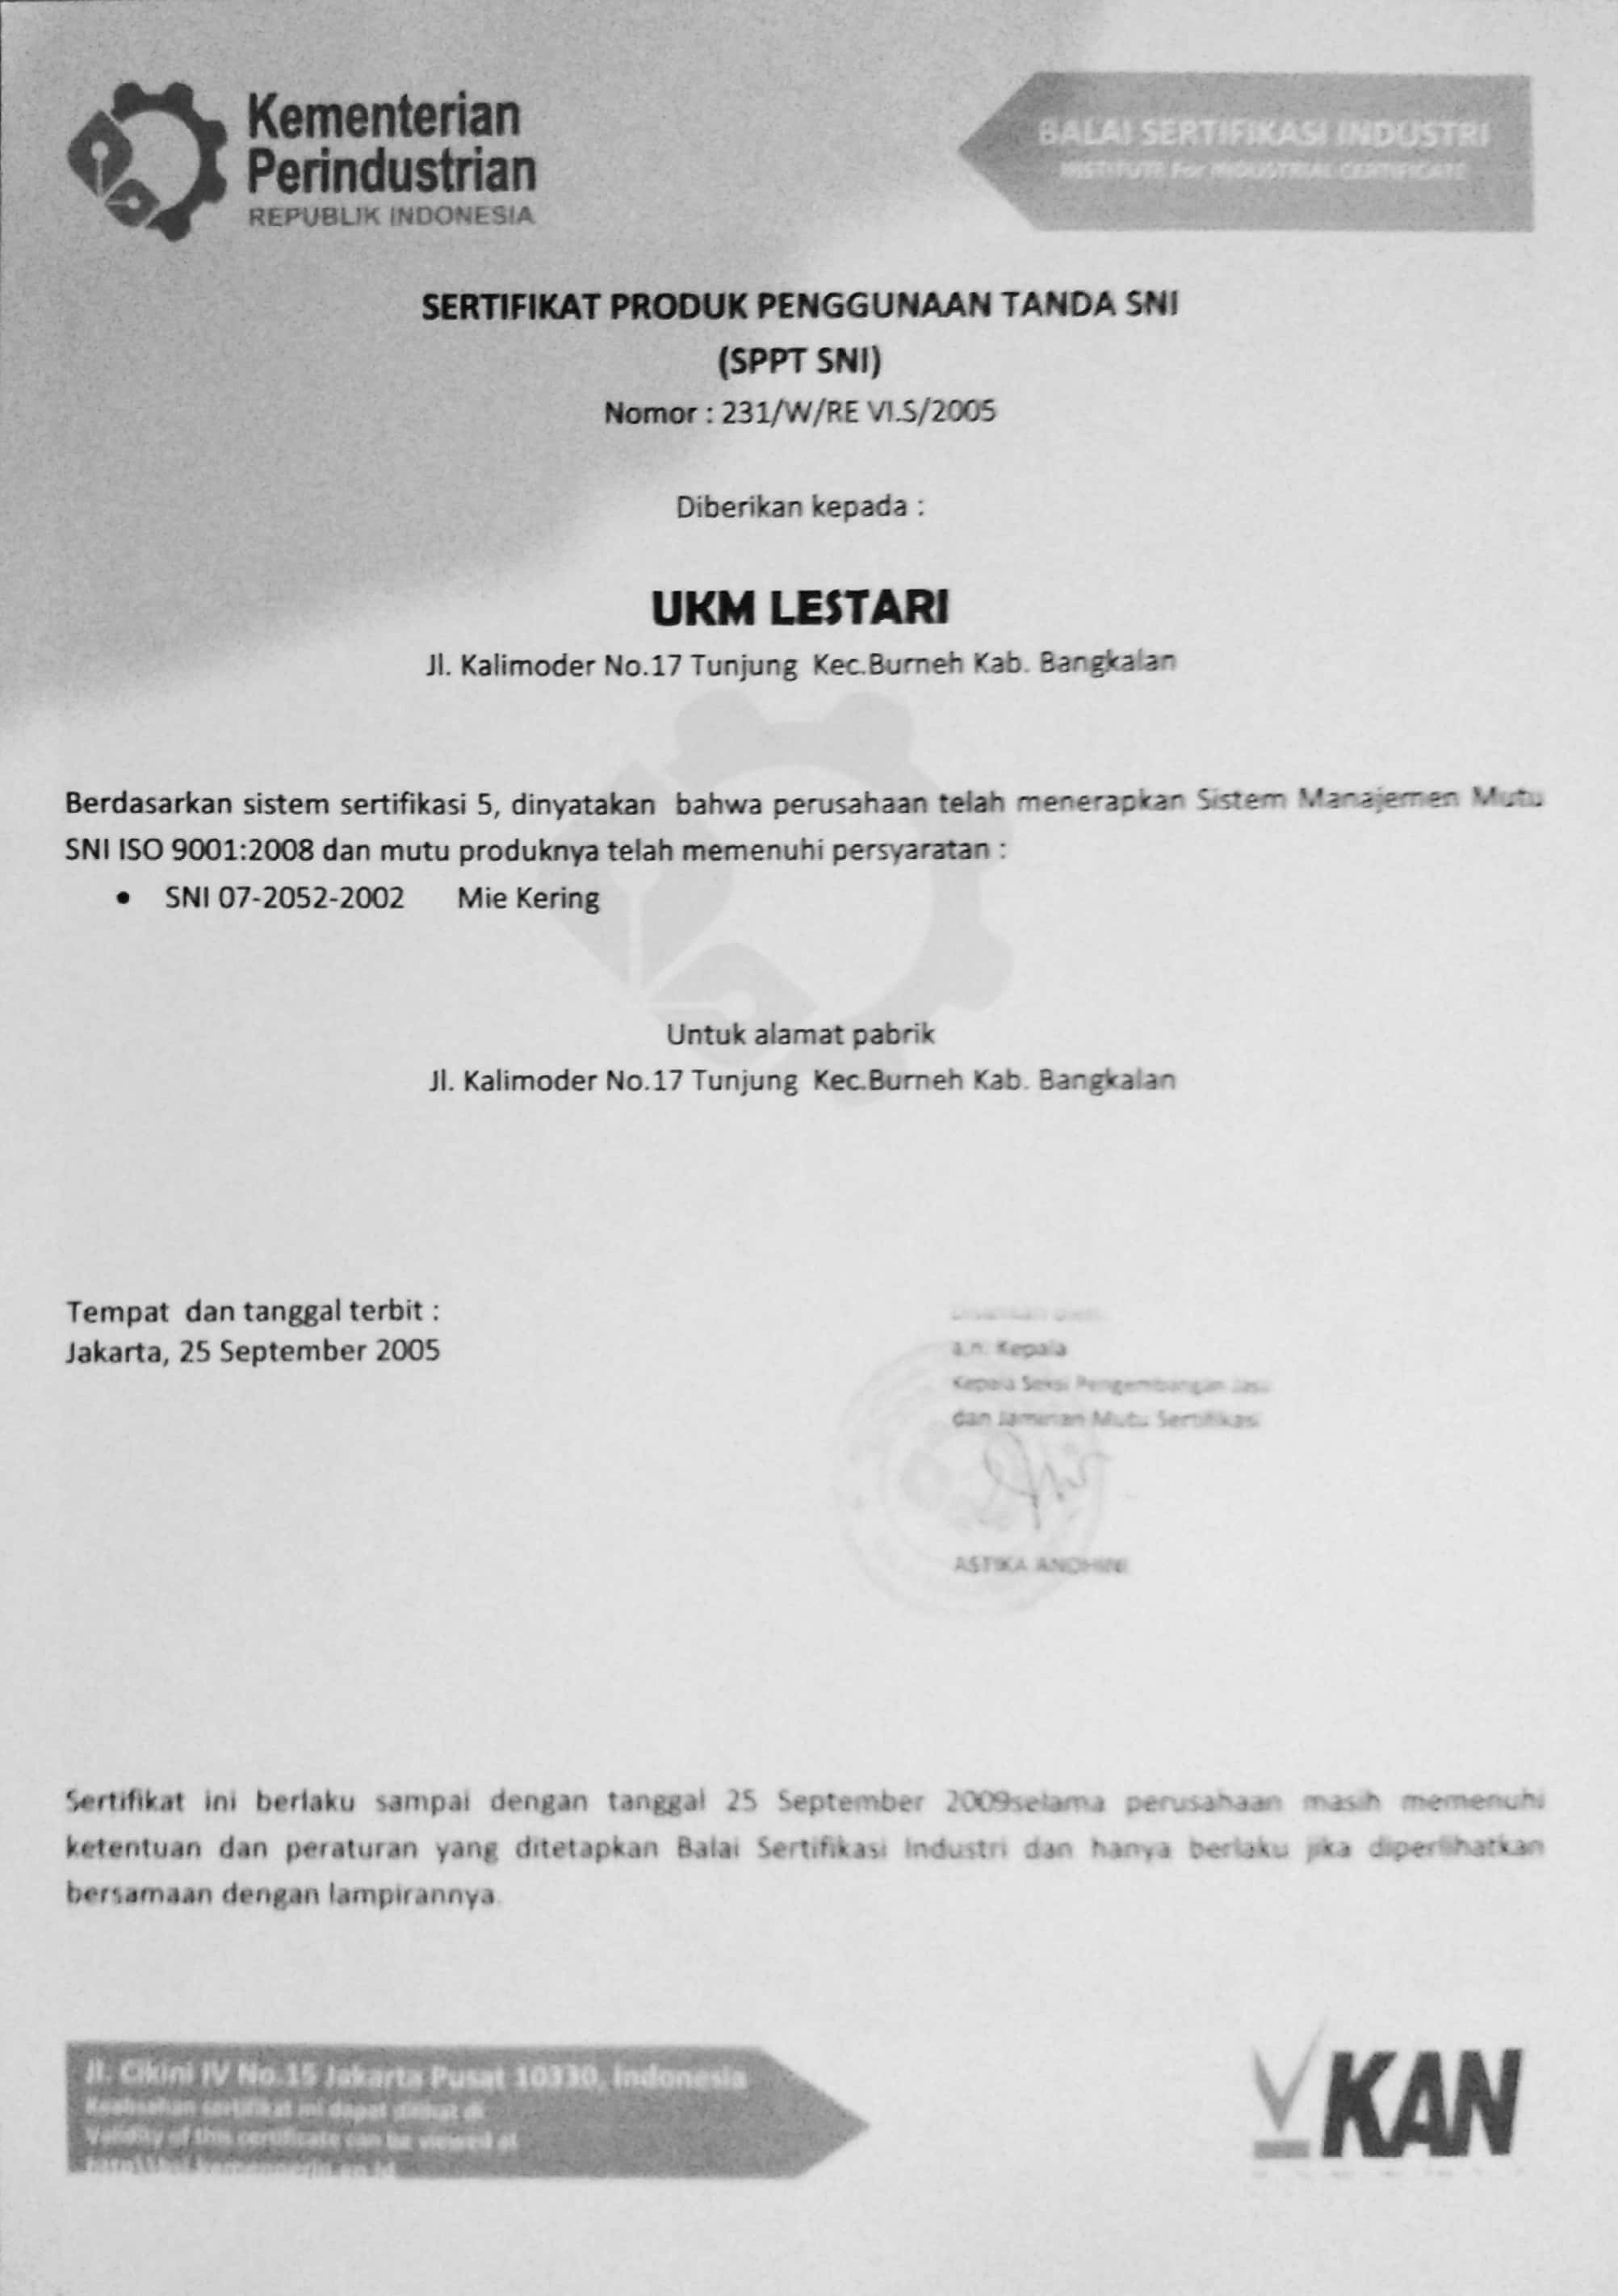 Kementerian
Perindustrian
REPUBLIK INDONESIA
BALAI SERTIFIKASI INDUSTRI
INSTITUTE For INDUSTRIAL CERTIFICATE
SERTIFIKAT PRODUK PENGGUNAAN TANDA SNI
(SPPT SNI)
Nomor : 231/W/RE VI.S/2005
Diberikan kepada :
UKM LESTARI
Jl. Kalimoder No.17 Tunjung Kec.Burneh Kab. Bangkalan
Berdasarkan sistem sertifikasi 5, dinyatakan bahwa perusahaan telah menerapkan Sistem Manajemen Mutu
SNI ISO 9001:2008 dan mutu produknya telah memenuhi persyaratan :
• SNI 07-2052-2002 Mie Kering
Untuk alamat pabrik
Jl. Kalimoder No.17 Tunjung Kec.Burneh Kab. Bangkalan
Tempat dan tanggal terbit :
Jakarta, 25 September 2005
a.n. Kepala
Kepala Seksi Pengembangan Jasa
dan Jaminan Mutu Sertifikasi
ASTIKA ANDHINI
Sertifikat ini berlaku sampai dengan tanggal 25 September 2009selama perusahaan masih memenuhi
ketentuan dan peraturan yang ditetapkan Balai Sertifikasi Industri dan hanya berlaku jika diperlihatkan
bersamaan dengan lampirannya.
Jl. Cikini IV No.15 Jakarta Pusat 10330, Indonesia
Keabsahan sertifikat ini dapat dilihat di
Validity of this certificate can be viewed at
KAN